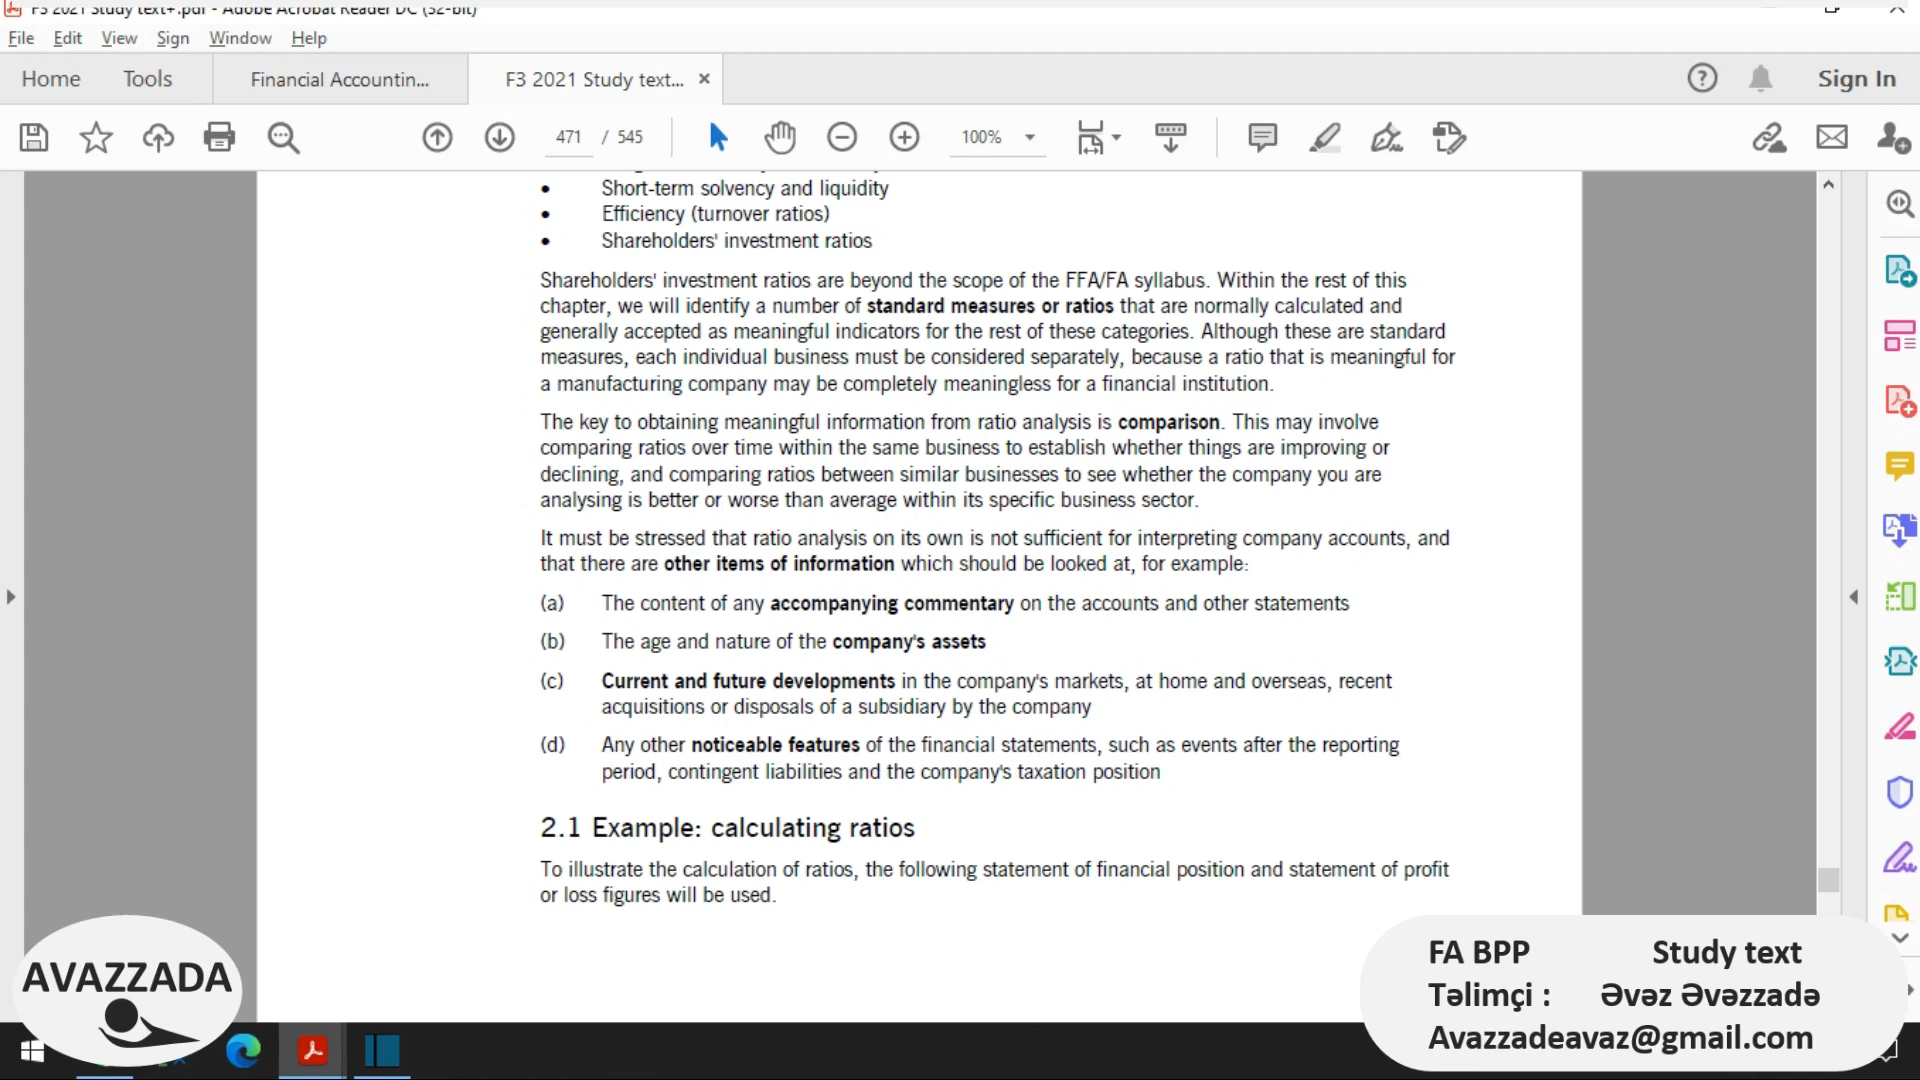 F3 2021 Study text+.pdf - Adobe Acrobat Reader DC (32-bit)
File Edit View Sign Window Help
Home Tools Financial Accountin... F3 2021 Study text... × Sign In
471 / 545 100%
• Short-term solvency and liquidity
• Efficiency (turnover ratios)
• Shareholders' investment ratios
Shareholders' investment ratios are beyond the scope of the FFA/FA syllabus. Within the rest of this
chapter, we will identify a number of standard measures or ratios that are normally calculated and
generally accepted as meaningful indicators for the rest of these categories. Although these are standard
measures, each individual business must be considered separately, because a ratio that is meaningful for
a manufacturing company may be completely meaningless for a financial institution.
The key to obtaining meaningful information from ratio analysis is comparison. This may involve
comparing ratios over time within the same business to establish whether things are improving or
declining, and comparing ratios between similar businesses to see whether the company you are
analysing is better or worse than average within its specific business sector.
It must be stressed that ratio analysis on its own is not sufficient for interpreting company accounts, and
that there are other items of information which should be looked at, for example:
(a) The content of any accompanying commentary on the accounts and other statements
(b) The age and nature of the company's assets
(c) Current and future developments in the company's markets, at home and overseas, recent
acquisitions or disposals of a subsidiary by the company
(d) Any other noticeable features of the financial statements, such as events after the reporting
period, contingent liabilities and the company's taxation position
2.1 Example: calculating ratios
To illustrate the calculation of ratios, the following statement of financial position and statement of profit
or loss figures will be used.
AVAZZADA
FA BPP Study text
Təlimçi : Əvəz Əvəzzadə
Avazzadeavaz@gmail.com